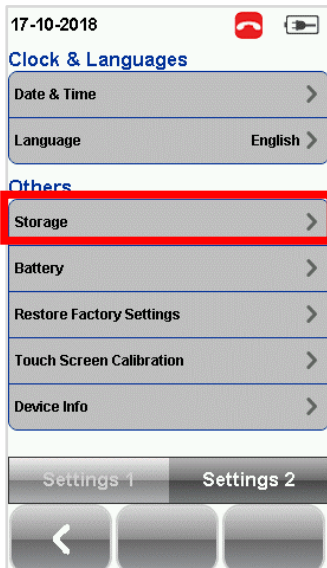 17-10-2018
Clock & Languages
Date & Time
Language English
Others
Storage
Battery
Restore Factory Settings
Touch Screen Calibration
Device Info
Settings 1 Settings 2